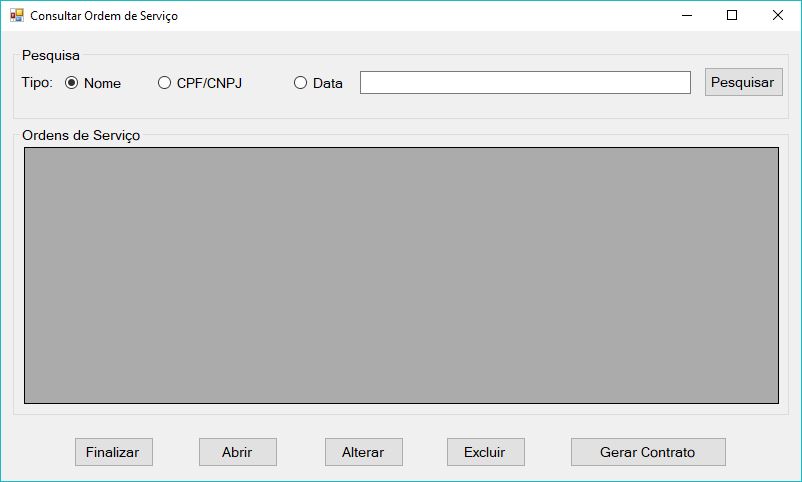 Consultar Ordem de Serviço
Pesquisa
Tipo: Nome CPF/CNPJ Data Pesquisar
Ordens de Serviço
Finalizar Abrir Alterar Excluir Gerar Contrato